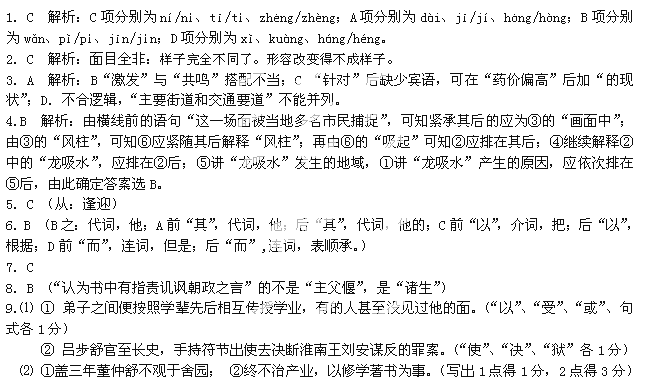 1. C 解析：C项分别为ní/ni、tí/ti、zhēng/zhèng；A项分别为 dài、jī/jí、hōng/hòng；B项分别
为wǎn、pì/pì、jīn/jìn；D项分别为xì、kuàng、háng/héng。
2. C 解析：面目全非：样子完全不同了。形容改变得不成样子。
3. A 解析：B“激发”与“共鸣”搭配不当；C “针对”后缺少宾语，可在“药价偏高”后加“的现
状”；D．不合逻辑，“主要街道和交通要道”不能并列。
4.B 解析：由横线前的语句“这一场面被当地多名市民捕捉”，可知紧承其后的应为③的“画面中”；
由③的“风柱”，可知⑥应紧随其后解释“风柱”；再由⑥的“吸起”可知②应排在其后；④继续解释②
中的“龙吸水”，应排在②后；⑤讲“龙吸水”发生的地域，①讲“龙吸水”产生的原因，应依次排在
⑤后，由此确定答案选B。
5. C （从：逢迎）
6. B （B之：代词，他；A前“其”，代词，他；后“其”，代词，他的；C前“以”，介词，把；后“以”，
根据；D前“而”，连词，但是；后“而”,连词，表顺承。）
7. C
8. B （“认为书中有指责讥讽朝政之言”的不是“主父偃”，是“诸生”）
9.⑴ ① 弟子之间便按照学辈先后相互传授学业，有的人甚至没见过他的面。（“以”、“受”、“或”、句
式各1分）
② 吕步舒官至长史，手持符节出使去决断淮南王刘安谋反的罪案。（“使”、“决”、“狱”各1分）
⑵ ①盖三年董仲舒不观于舍园； ②终不治产业，以修学著书为事。（写出1点得1分，2点得3分）